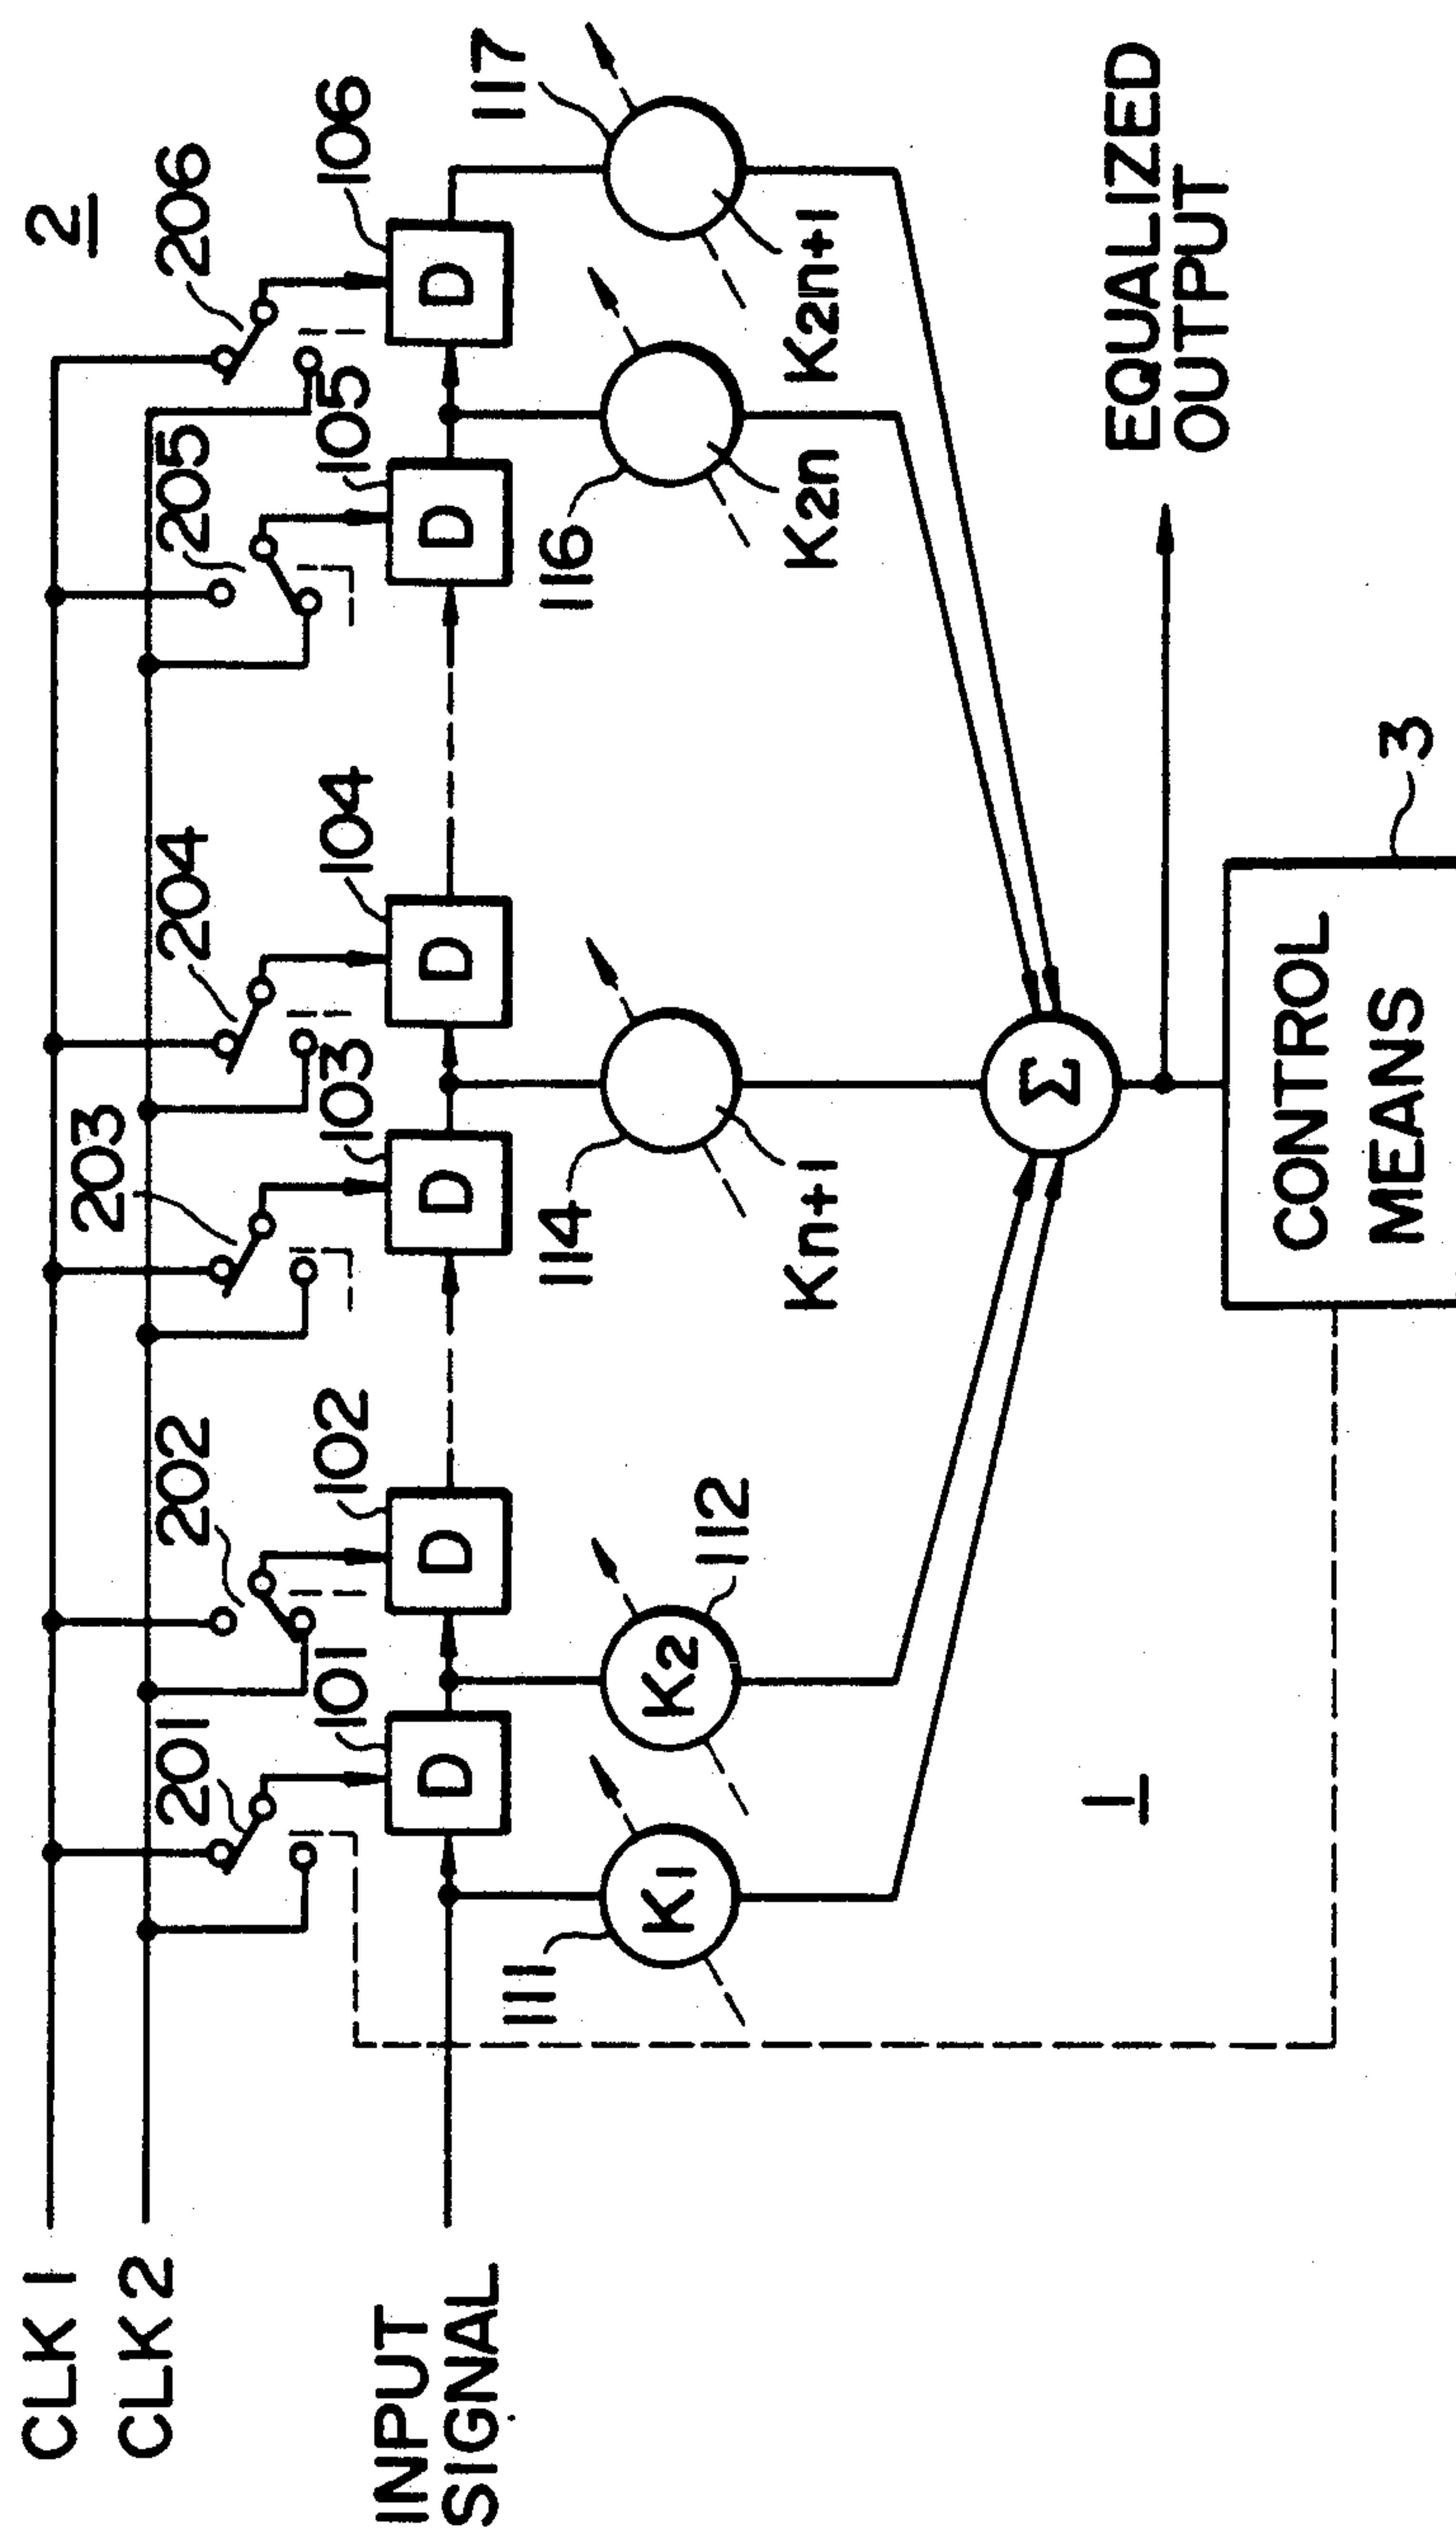 2
CLK 1
CLK 2
201
202
203
204
205
206
INPUT
SIGNAL
101
102
103
104
105
106
D
D
D
D
D
D
111
K1
K2
112
114
Kn+1
116
K2n
117
K2n+1
Σ
1
EQUALIZED
OUTPUT
CONTROL
MEANS
3